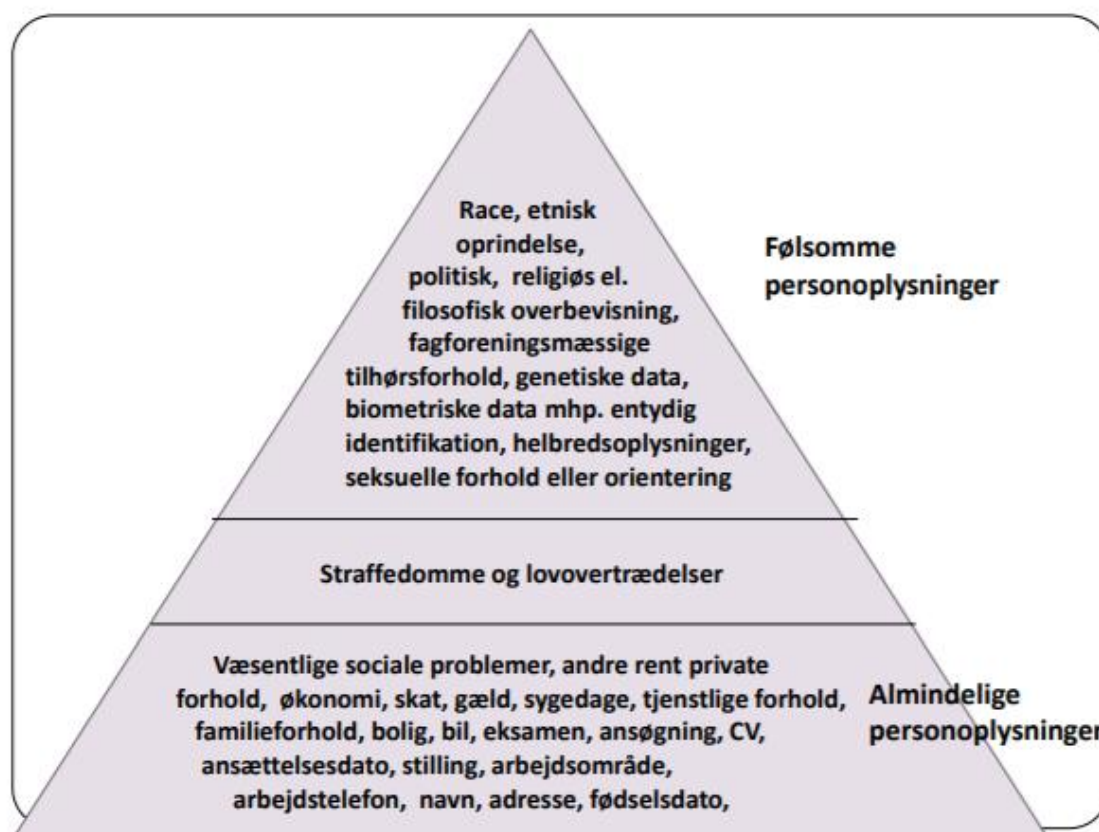 Race, etnisk
oprindelse,
politisk, religiøs el.
filosofisk overbevisning,
fagforeningsmæssige
tilhørsforhold, genetiske data,
biometriske data mhp. entydig
identifikation, helbredsoplysninger,
seksuelle forhold eller orientering
Følsomme
personoplysninger
Straffedomme og lovovertrædelser
Væsentlige sociale problemer, andre rent private
forhold, økonomi, skat, gæld, sygedage, tjenstlige forhold,
familieforhold, bolig, bil, eksamen, ansøgning, CV,
ansættelsesdato, stilling, arbejdsområde,
arbejdstelefon, navn, adresse, fødselsdato,
Almindelige
personoplysninger